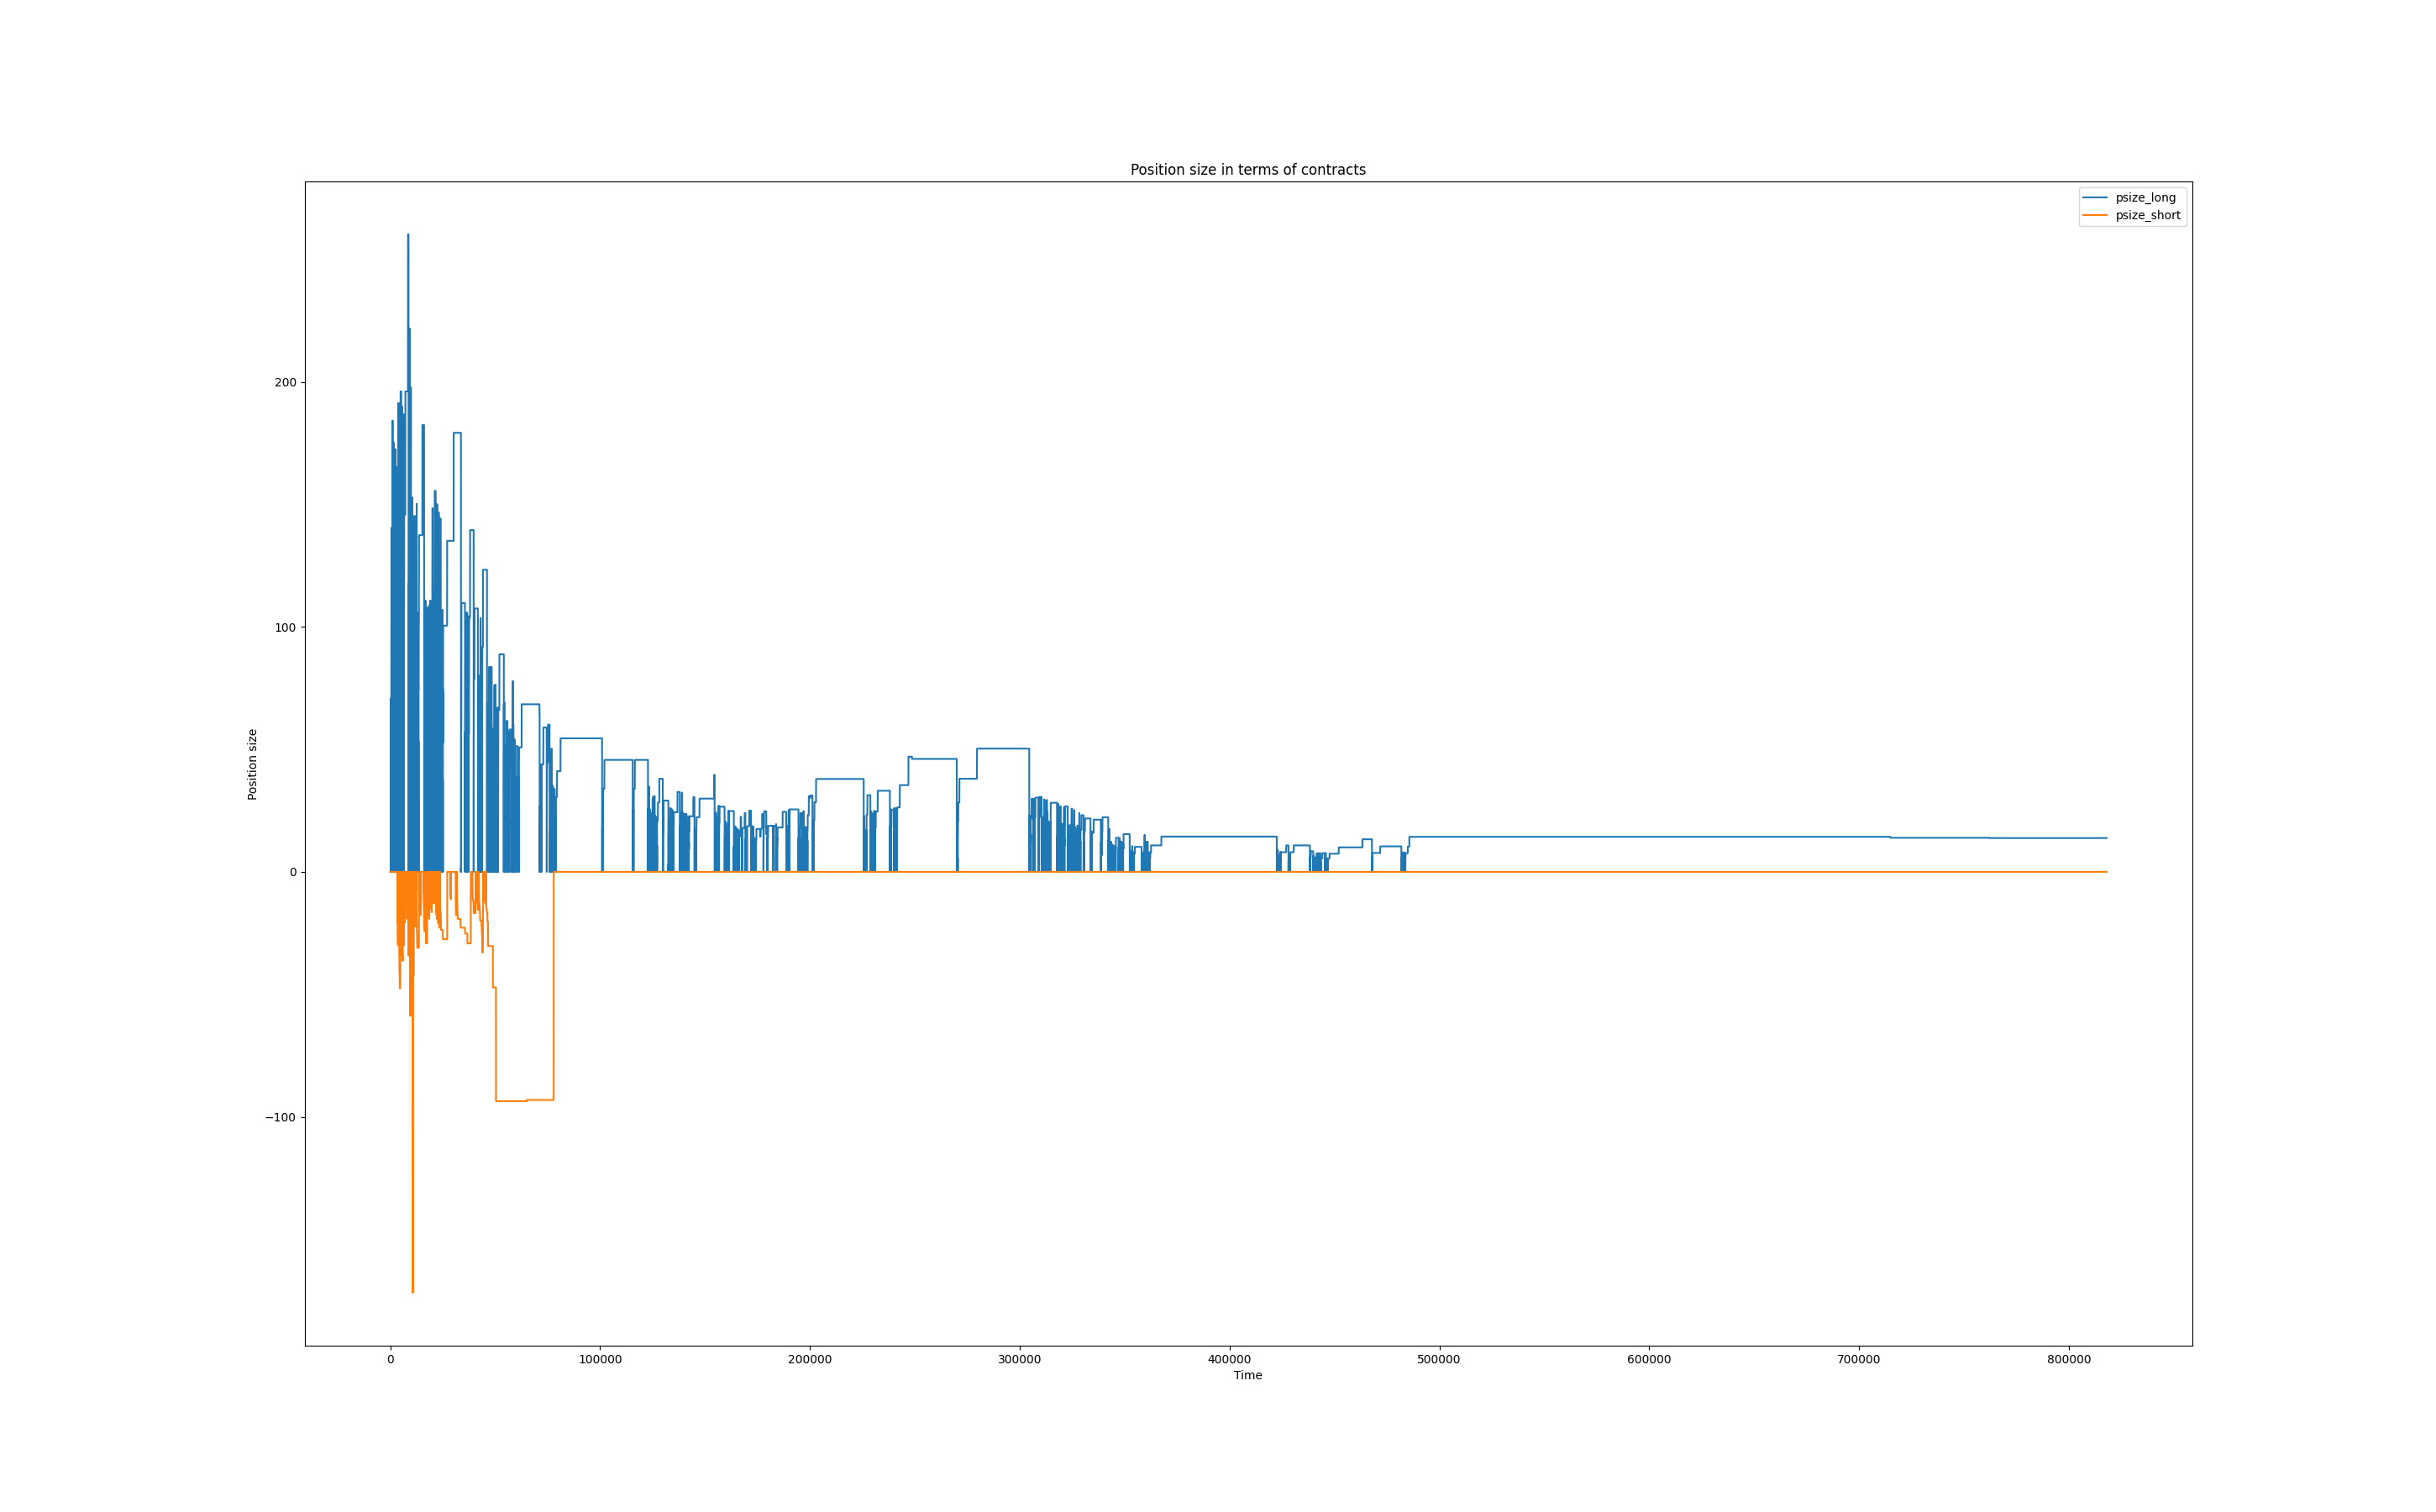 Position size in terms of contracts
psize_long
psize_short
Position size
200
100
0
−100
0
100000
200000
300000
400000
500000
600000
700000
800000
Time